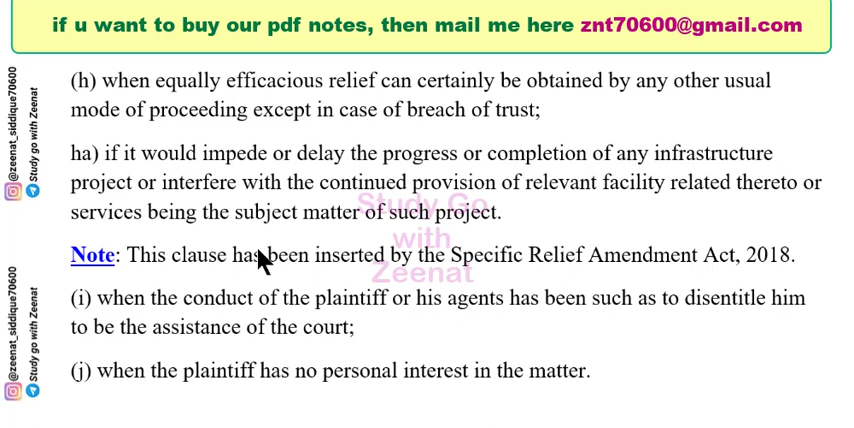 if u want to buy our pdf notes, then mail me here znt70600@gmail.com
(h) when equally efficacious relief can certainly be obtained by any other usual
mode of proceeding except in case of breach of trust;
ha) if it would impede or delay the progress or completion of any infrastructure
project or interfere with the continued provision of relevant facility related thereto or
services being the subject matter of such project.
Note: This clause has been inserted by the Specific Relief Amendment Act, 2018.
(i) when the conduct of the plaintiff or his agents has been such as to disentitle him
to be the assistance of the court;
(j) when the plaintiff has no personal interest in the matter.
Study Go
with
Zeenat
@zeenat_siddique70600
Study go with Zeenat
@zeenat_siddique70600
Study go with Zeenat